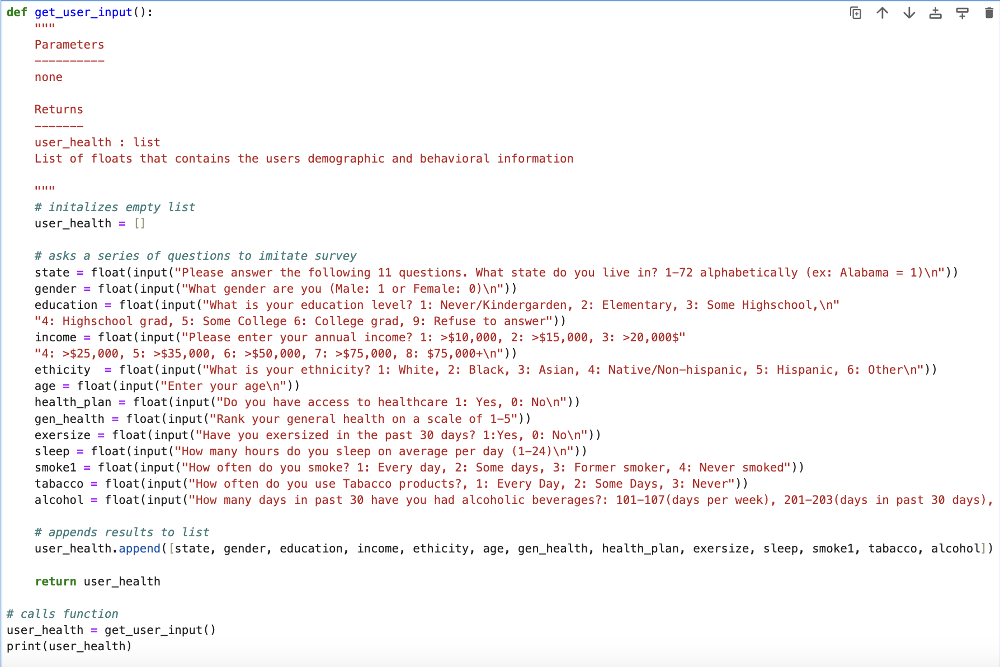 def get_user_input():
    """
    Parameters
    ----------
    none

    Returns
    -------
    user_health : list
    List of floats that contains the users demographic and behavioral information

    """
    # initalizes empty list
    user_health = []

    # asks a series of questions to imitate survey
    state = float(input("Please answer the following 11 questions. What state do you live in? 1-72 alphabetically (ex: Alabama = 1)\n"))
    gender = float(input("What gender are you (Male: 1 or Female: 0)\n"))
    education = float(input("What is your education level? 1: Never/Kindergarden, 2: Elementary, 3: Some Highschool,\n"
    "4: Highschool grad, 5: Some College 6: College grad, 9: Refuse to answer"))
    income = float(input("Please enter your annual income? 1: >$10,000, 2: >$15,000, 3: >20,000$"
    "4: >$25,000, 5: >$35,000, 6: >$50,000, 7: >$75,000, 8: $75,000+\n"))
    ethicity  = float(input("What is your ethnicity? 1: White, 2: Black, 3: Asian, 4: Native/Non-hispanic, 5: Hispanic, 6: Other\n"))
    age = float(input("Enter your age\n"))
    health_plan = float(input("Do you have access to healthcare 1: Yes, 0: No\n"))
    gen_health = float(input("Rank your general health on a scale of 1-5"))
    exersize = float(input("Have you exersized in the past 30 days? 1:Yes, 0: No\n"))
    sleep = float(input("How many hours do you sleep on average per day (1-24)\n"))
    smoke1 = float(input("How often do you smoke? 1: Every day, 2: Some days, 3: Former smoker, 4: Never smoked"))
    tabacco = float(input("How often do you use Tabacco products?, 1: Every Day, 2: Some Days, 3: Never"))
    alcohol = float(input("How many days in past 30 have you had alcoholic beverages?: 101-107(days per week), 201-203(days in past 30 days),

    # appends results to list
    user_health.append([state, gender, education, income, ethicity, age, gen_health, health_plan, exersize, sleep, smoke1, tabacco, alcohol])

    return user_health

# calls function
user_health = get_user_input()
print(user_health)